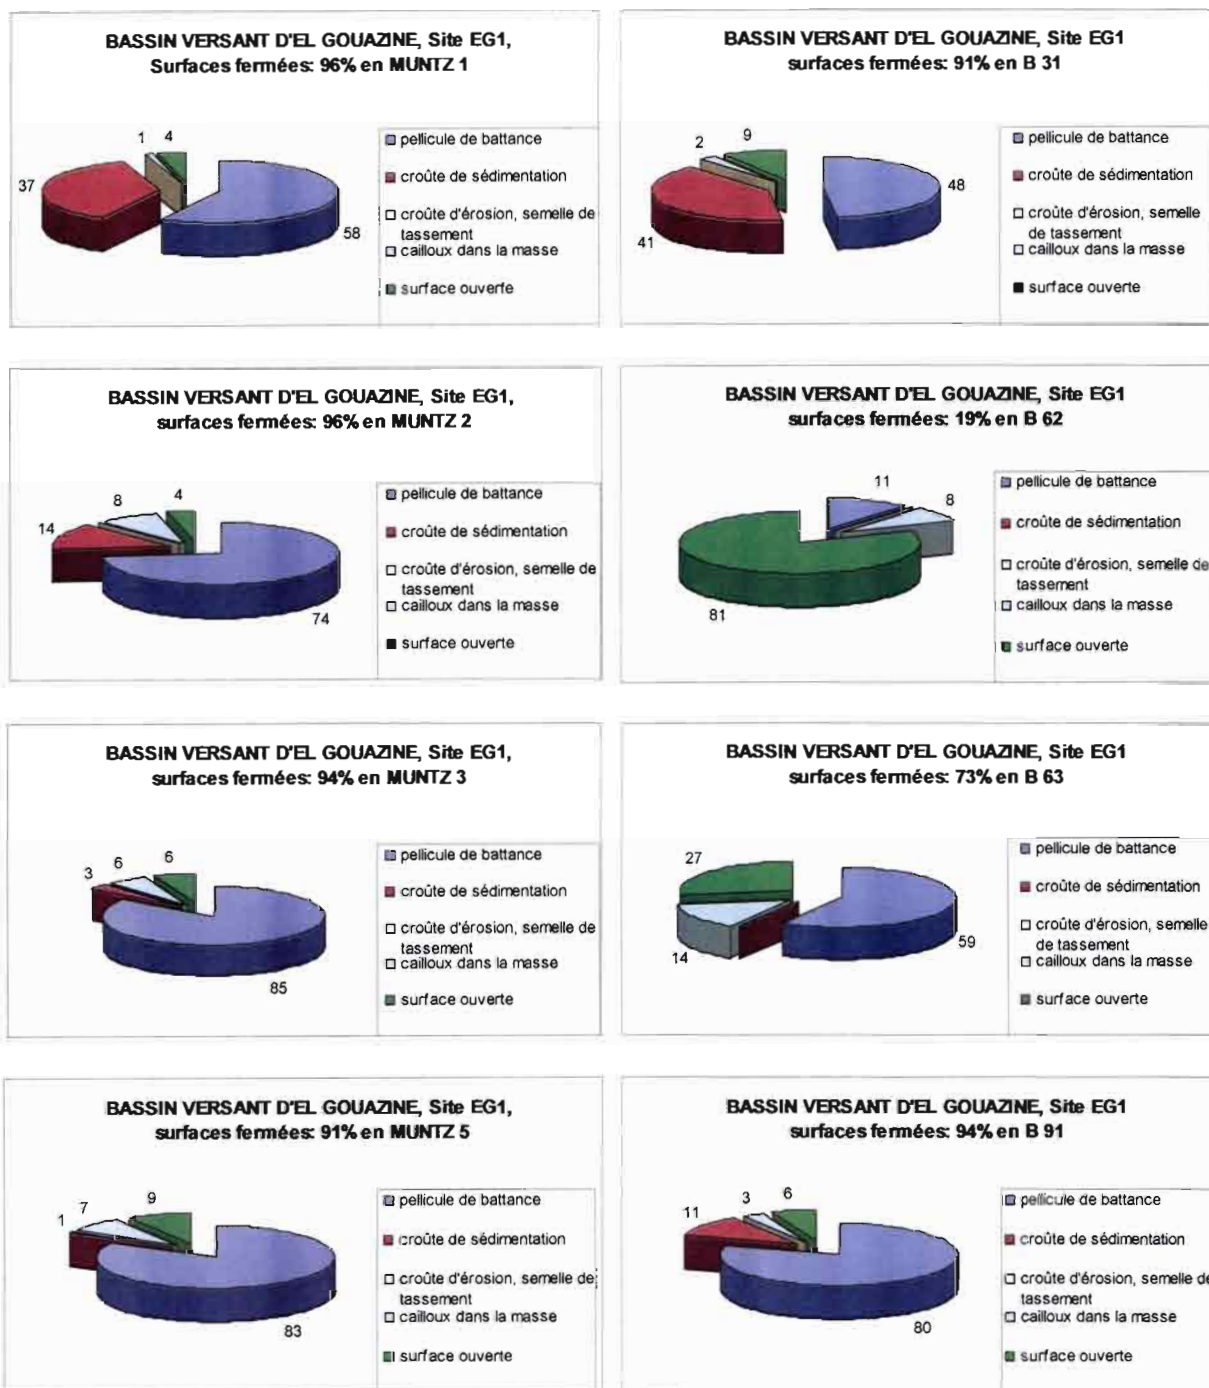 BASSIN VERSANT D'EL GOUAZINE, Site EG1,
Surfaces fermées: 96% en MUNTZ 1
1 4
37
58
pellicule de battance
croûte de sédimentation
croûte d'érosion, semelle de
tassement
cailloux dans la masse
surface ouverte
BASSIN VERSANT D'EL GOUAZINE, Site EG1
surfaces fermées: 91% en B 31
2 9
48
41
pellicule de battance
croûte de sédimentation
croûte d'érosion, semelle
de tassement
cailloux dans la masse
surface ouverte
BASSIN VERSANT D'EL GOUAZINE, Site EG1,
surfaces fermées: 96% en MUNTZ 2
8 4
14
74
pellicule de battance
croûte de sédimentation
croûte d'érosion, semelle de
tassement
cailloux dans la masse
surface ouverte
BASSIN VERSANT D'EL GOUAZINE, Site EG1
surfaces fermées: 19% en B 62
11
8
81
pellicule de battance
croûte de sédimentation
croûte d'érosion, semelle de
tassement
cailloux dans la masse
surface ouverte
BASSIN VERSANT D'EL GOUAZINE, Site EG1,
surfaces fermées: 94% en MUNTZ 3
3 6 6
85
pellicule de battance
croûte de sédimentation
croûte d'érosion, semelle de
tassement
cailloux dans la masse
surface ouverte
BASSIN VERSANT D'EL GOUAZINE, Site EG1
surfaces fermées: 73% en B 63
27
59
14
pellicule de battance
croûte de sédimentation
croûte d'érosion, semelle
de tassement
cailloux dans la masse
surface ouverte
BASSIN VERSANT D'EL GOUAZINE, Site EG1,
surfaces fermées: 91% en MUNTZ 5
1 7 9
83
pellicule de battance
croûte de sédimentation
croûte d'érosion, semelle de
tassement
cailloux dans la masse
surface ouverte
BASSIN VERSANT D'EL GOUAZINE, Site EG1
surfaces fermées: 94% en B 91
11 3 6
80
pellicule de battance
croûte de sédimentation
croûte d'érosion, semelle de
tassement
cailloux dans la masse
surface ouverte